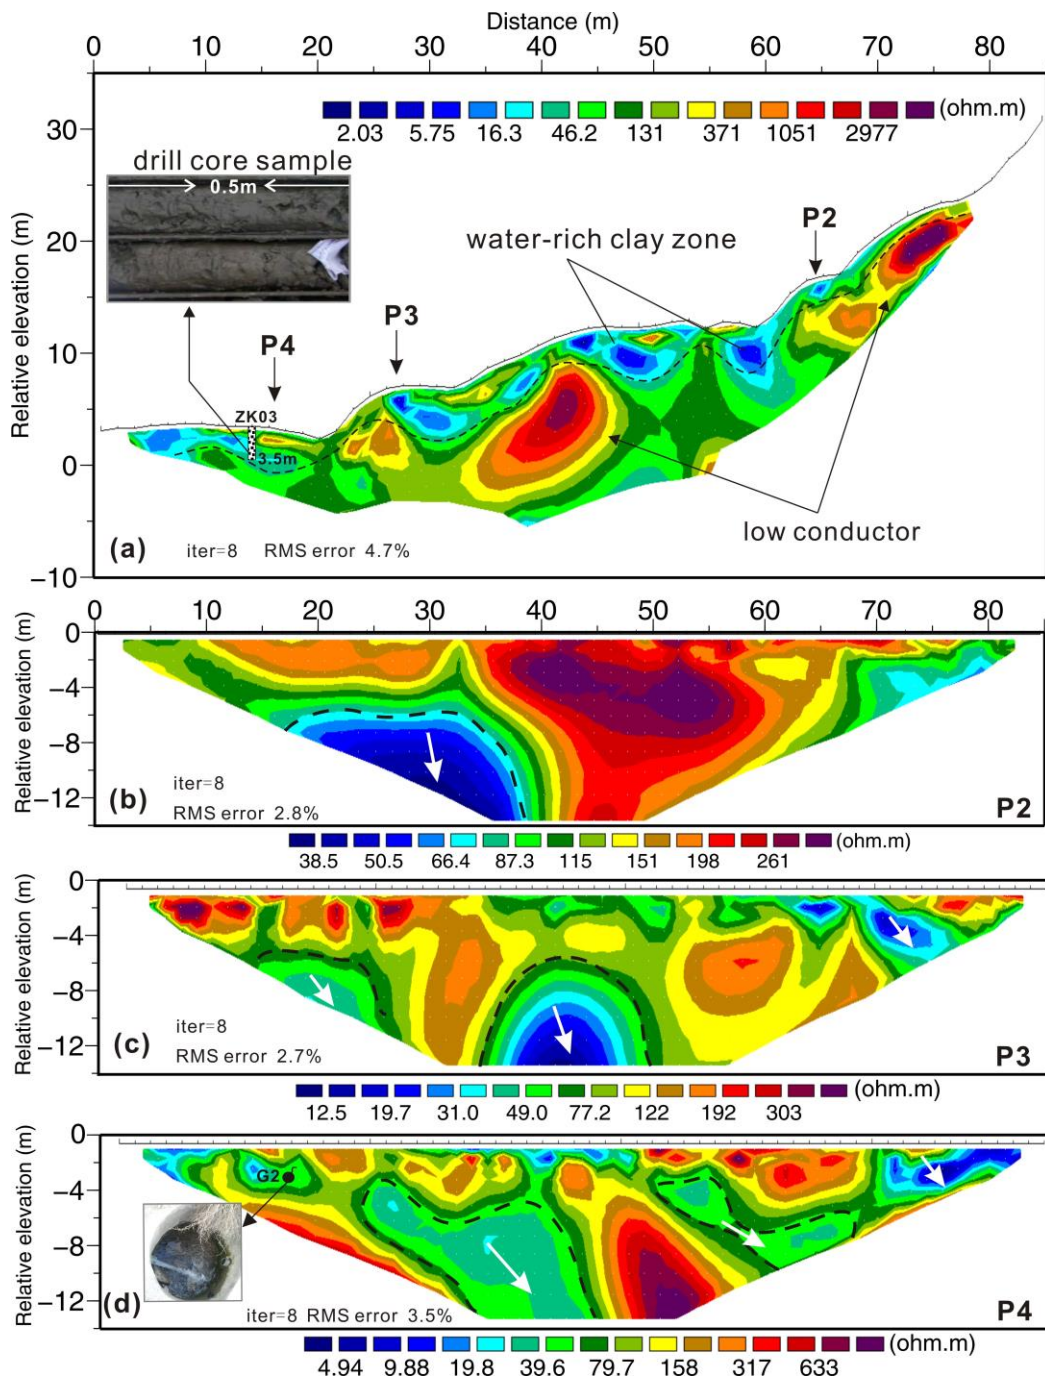 Distance (m)
0 10 20 30 40 50 60 70 80
(ohm.m)
2.03 5.75 16.3 46.2 131 371 1051 2977
Relative elevation (m)
30
20
10
0
−10
drill core sample
0.5m
water-rich clay zone
P2
P3
P4
ZK03
3.5m
low conductor
(a) iter=8 RMS error 4.7%
0 10 20 30 40 50 60 70 80
Relative elevation (m)
0
−4
−8
−12
(b) iter=8
RMS error 2.8%
P2
(ohm.m)
38.5 50.5 66.4 87.3 115 151 198 261
Relative elevation (m)
0
−4
−8
−12
(c) iter=8
RMS error 2.7%
P3
(ohm.m)
12.5 19.7 31.0 49.0 77.2 122 192 303
Relative elevation (m)
0
−4
−8
−12
G2
(d) iter=8 RMS error 3.5%
P4
(ohm.m)
4.94 9.88 19.8 39.6 79.7 158 317 633